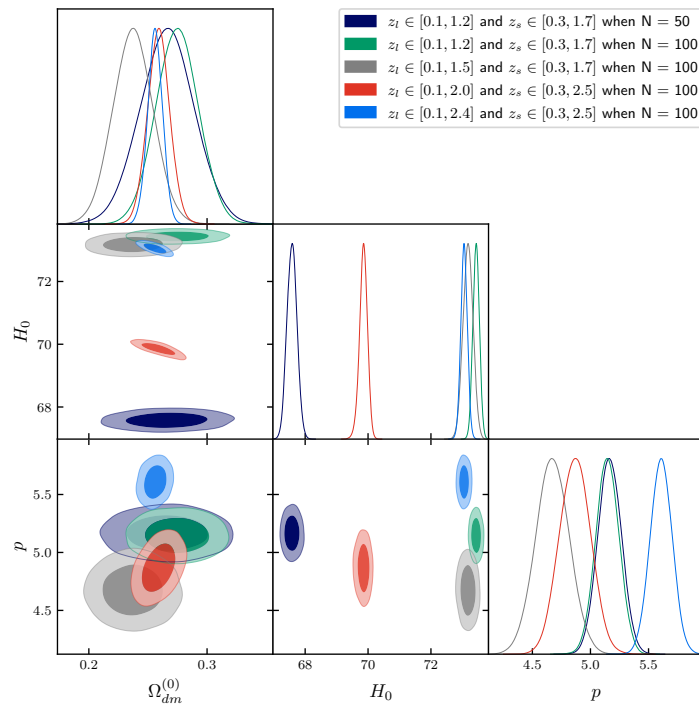 z_l ∈ [0.1, 1.2] and z_s ∈ [0.3, 1.7] when N = 50
z_l ∈ [0.1, 1.2] and z_s ∈ [0.3, 1.7] when N = 100
z_l ∈ [0.1, 1.5] and z_s ∈ [0.3, 1.7] when N = 100
z_l ∈ [0.1, 2.0] and z_s ∈ [0.3, 2.5] when N = 100
z_l ∈ [0.1, 2.4] and z_s ∈ [0.3, 2.5] when N = 100
72
70
68
H_0
5.5
5.0
4.5
p
0.2 0.3
68 70 72
4.5 5.0 5.5
Ω_{dm}^{(0)}
H_0
p